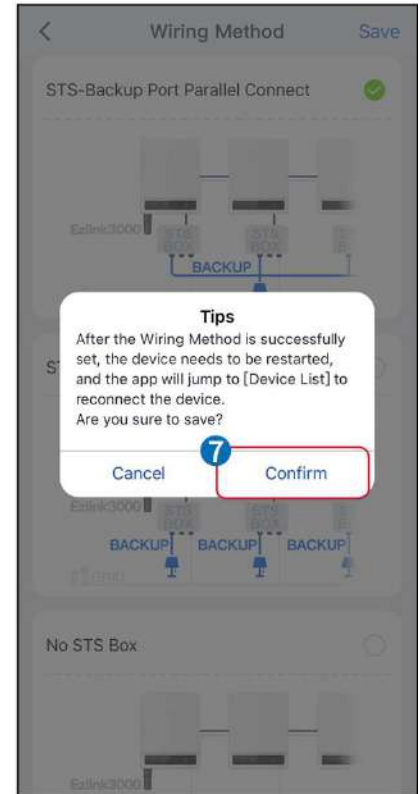 Wiring Method Save
STS-Backup Port Parallel Connect
Ezlink3000
STS
BOX
STS
BOX
BACKUP
Tips
After the Wiring Method is successfully
set, the device needs to be restarted,
and the app will jump to [Device List] to
reconnect the device.
Are you sure to save?
7
Cancel Confirm
Ezlink3000
STS
BOX
STS
BOX
BACKUP BACKUP BACKUP
GRID
No STS Box
Ezlink3000